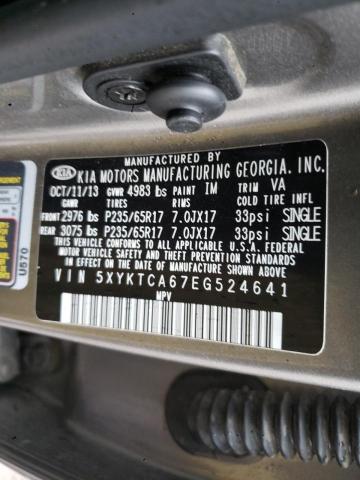 MANUFACTURED BY
KIA KIA MOTORS MANUFACTURING GEORGIA, INC.
OCT/11/13 GVWR 4983 lbs PAINT IM TRIM VA
GAWR TIRES RIMS COLD TIRE INFL
FRONT 2976 lbs P235/65R17 7.0JX17 33psi SINGLE
REAR 3075 lbs P235/65R17 7.0JX17 33psi SINGLE
THIS VEHICLE CONFORMS TO ALL APPLICABLE U.S.A. FEDERAL
MOTOR VEHICLE SAFETY, BUMPER, AND THEFT PREVENTION
STANDARDS IN EFFECT ON THE DATE OF MANUFACTURE SHOWN ABOVE.
VIN 5XYKTCA67EG524641
MPV
U570